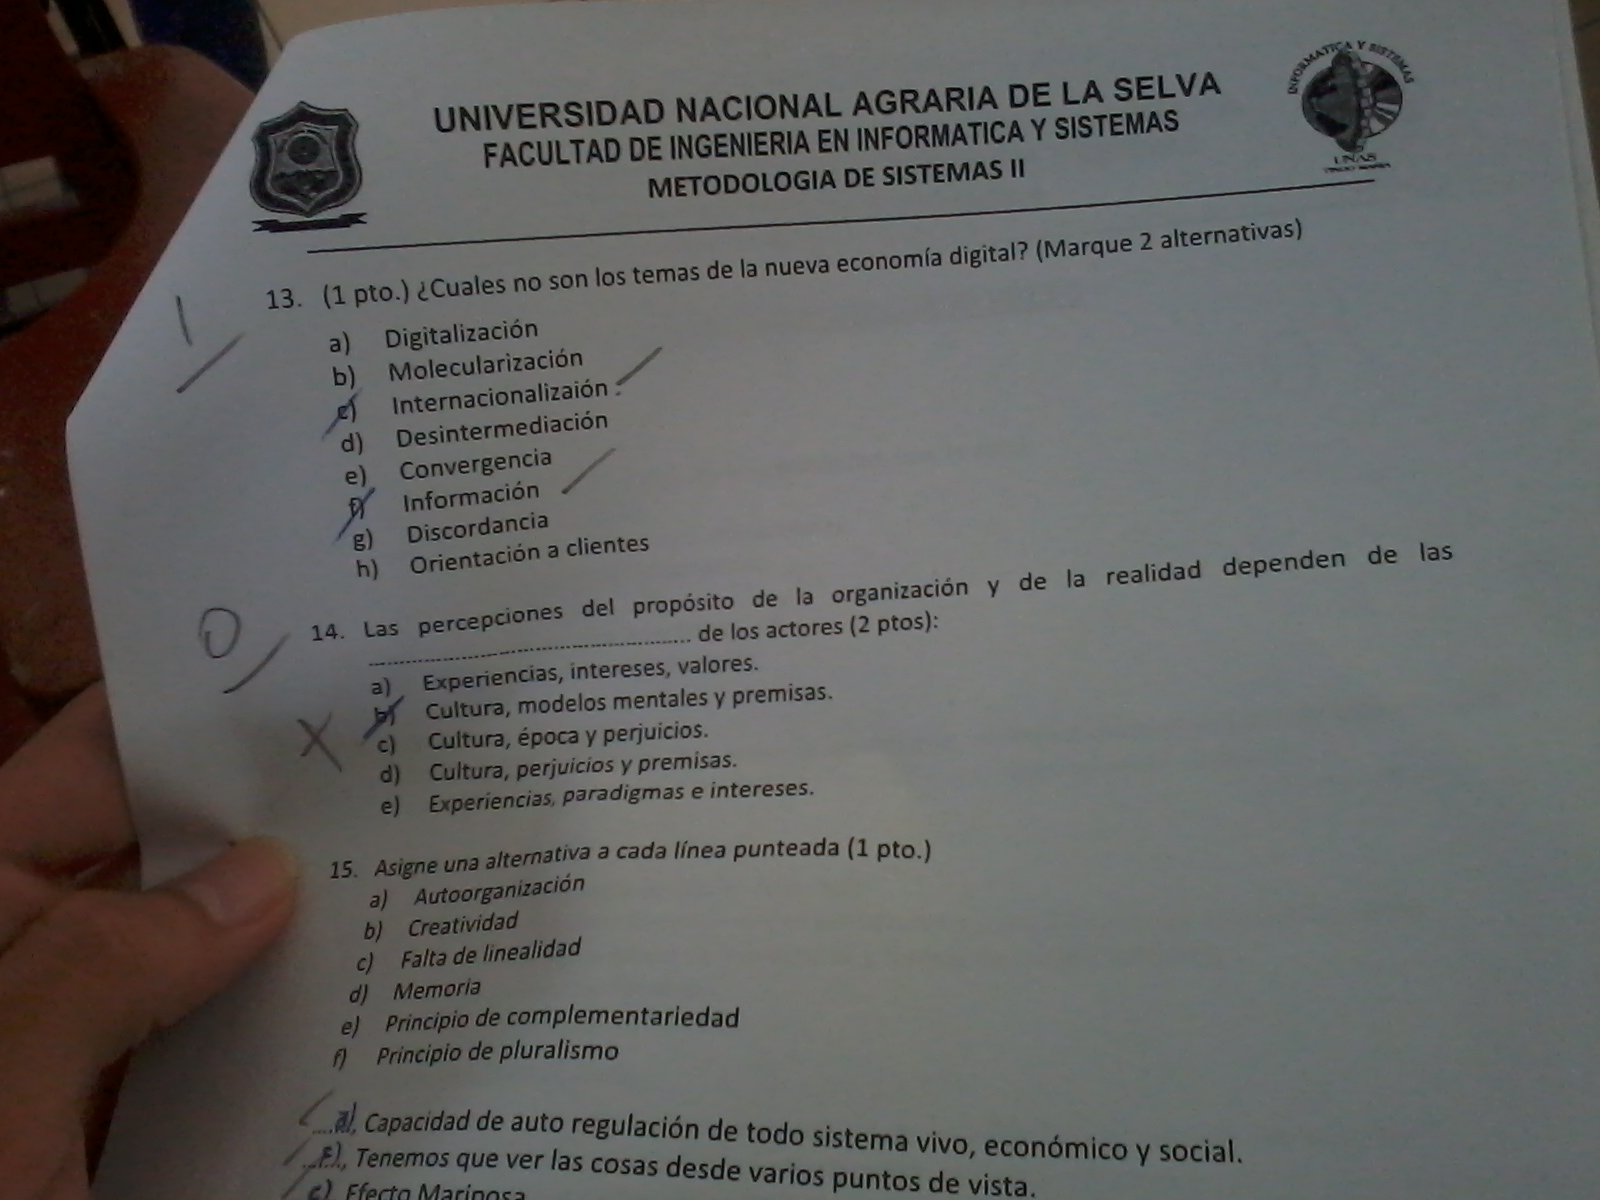 UNIVERSIDAD NACIONAL AGRARIA DE LA SELVA
FACULTAD DE INGENIERIA EN INFORMATICA Y SISTEMAS
METODOLOGIA DE SISTEMAS II
INFORMATICA Y SISTEMAS
UNAS
1
13. (1 pto.) ¿Cuales no son los temas de la nueva economía digital? (Marque 2 alternativas)
a) Digitalización
b) Molecularización
c) Internacionalizaión
d) Desintermediación
e) Convergencia
f) Información
g) Discordancia
h) Orientación a clientes
0
14. Las percepciones del propósito de la organización y de la realidad dependen de las
........................................ de los actores (2 ptos):
a) Experiencias, intereses, valores.
b) Cultura, modelos mentales y premisas.
X
c) Cultura, época y perjuicios.
d) Cultura, perjuicios y premisas.
e) Experiencias, paradigmas e intereses.
15. Asigne una alternativa a cada línea punteada (1 pto.)
a) Autoorganización
b) Creatividad
c) Falta de linealidad
d) Memoria
e) Principio de complementariedad
f) Principio de pluralismo
....a), Capacidad de auto regulación de todo sistema vivo, económico y social.
...F)., Tenemos que ver las cosas desde varios puntos de vista.
c) Efecto Mariposa